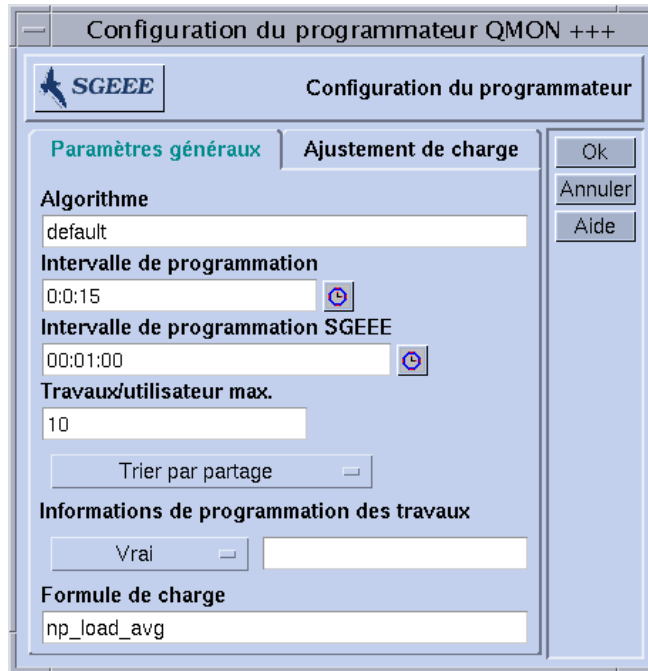 Configuration du programmateur QMON +++
SGEEE
Configuration du programmateur
Paramètres généraux
Ajustement de charge
Ok
Annuler
Aide
Algorithme
default
Intervalle de programmation
0:0:15
Intervalle de programmation SGEEE
00:01:00
Travaux/utilisateur max.
10
Trier par partage
Informations de programmation des travaux
Vrai
Formule de charge
np_load_avg